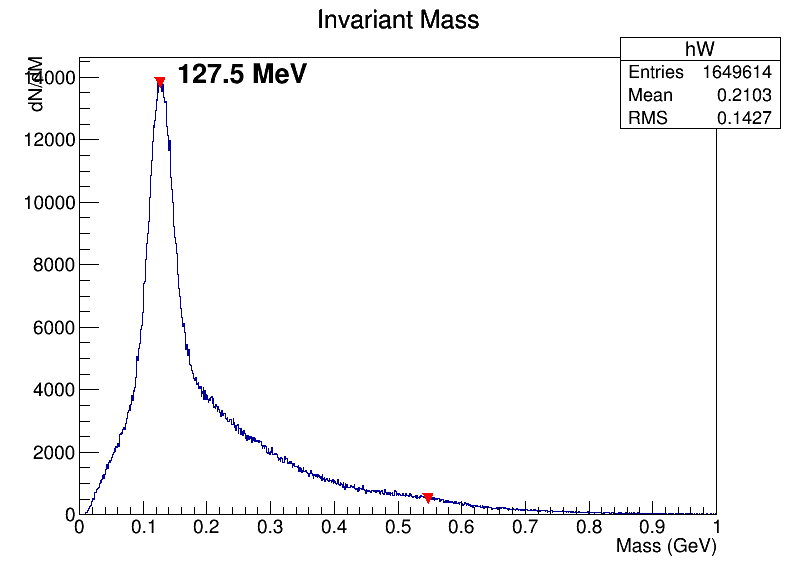 Invariant Mass
hW
Entries 1649614
Mean 0.2103
RMS 0.1427
dN/dM
127.5 MeV
14000
12000
10000
8000
6000
4000
2000
0
0 0.1 0.2 0.3 0.4 0.5 0.6 0.7 0.8 0.9 1
Mass (GeV)